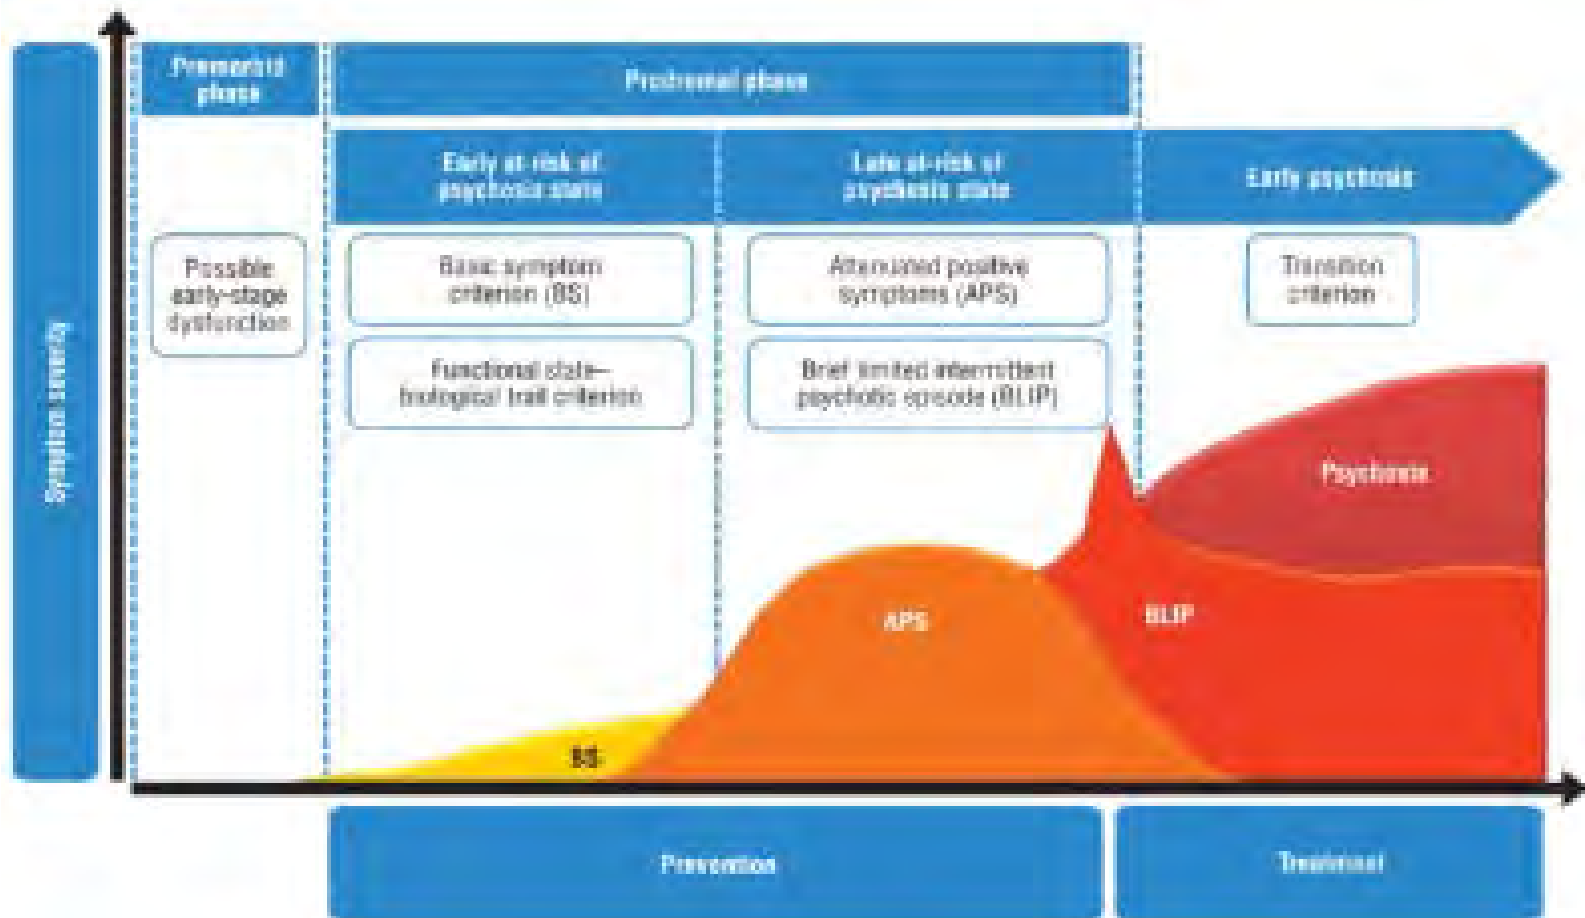 Premorbid
phase
Prodromal phase
Early at-risk of
psychosis state
Late at-risk of
psychosis state
Early psychosis
Possible
early-stage
dysfunction
Basic symptom
criterion (BS)
Attenuated positive
symptoms (APS)
Transition
criterion
Functional state–
biological trait criterion
Brief limited intermittent
psychotic episode (BLIP)
Symptom severity
Psychosis
APS
BLIP
BS
Prevention
Treatment